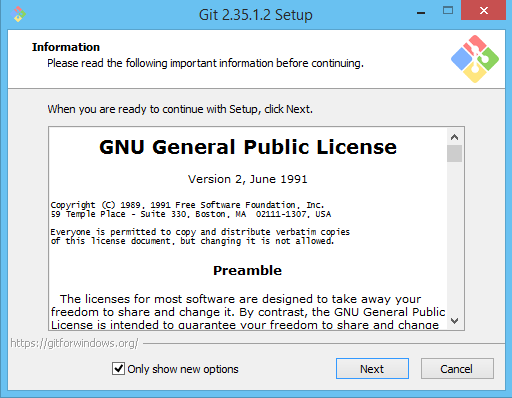 Git 2.35.1.2 Setup
Information
Please read the following important information before continuing.
When you are ready to continue with Setup, click Next.
GNU General Public License
Version 2, June 1991
Copyright (C) 1989, 1991 Free Software Foundation, Inc.
59 Temple Place - Suite 330, Boston, MA  02111-1307, USA
Everyone is permitted to copy and distribute verbatim copies
of this license document, but changing it is not allowed.
Preamble
The licenses for most software are designed to take away your
freedom to share and change it. By contrast, the GNU General Public
License is intended to guarantee your freedom to share and change
https://gitforwindows.org/
Only show new options
Next
Cancel